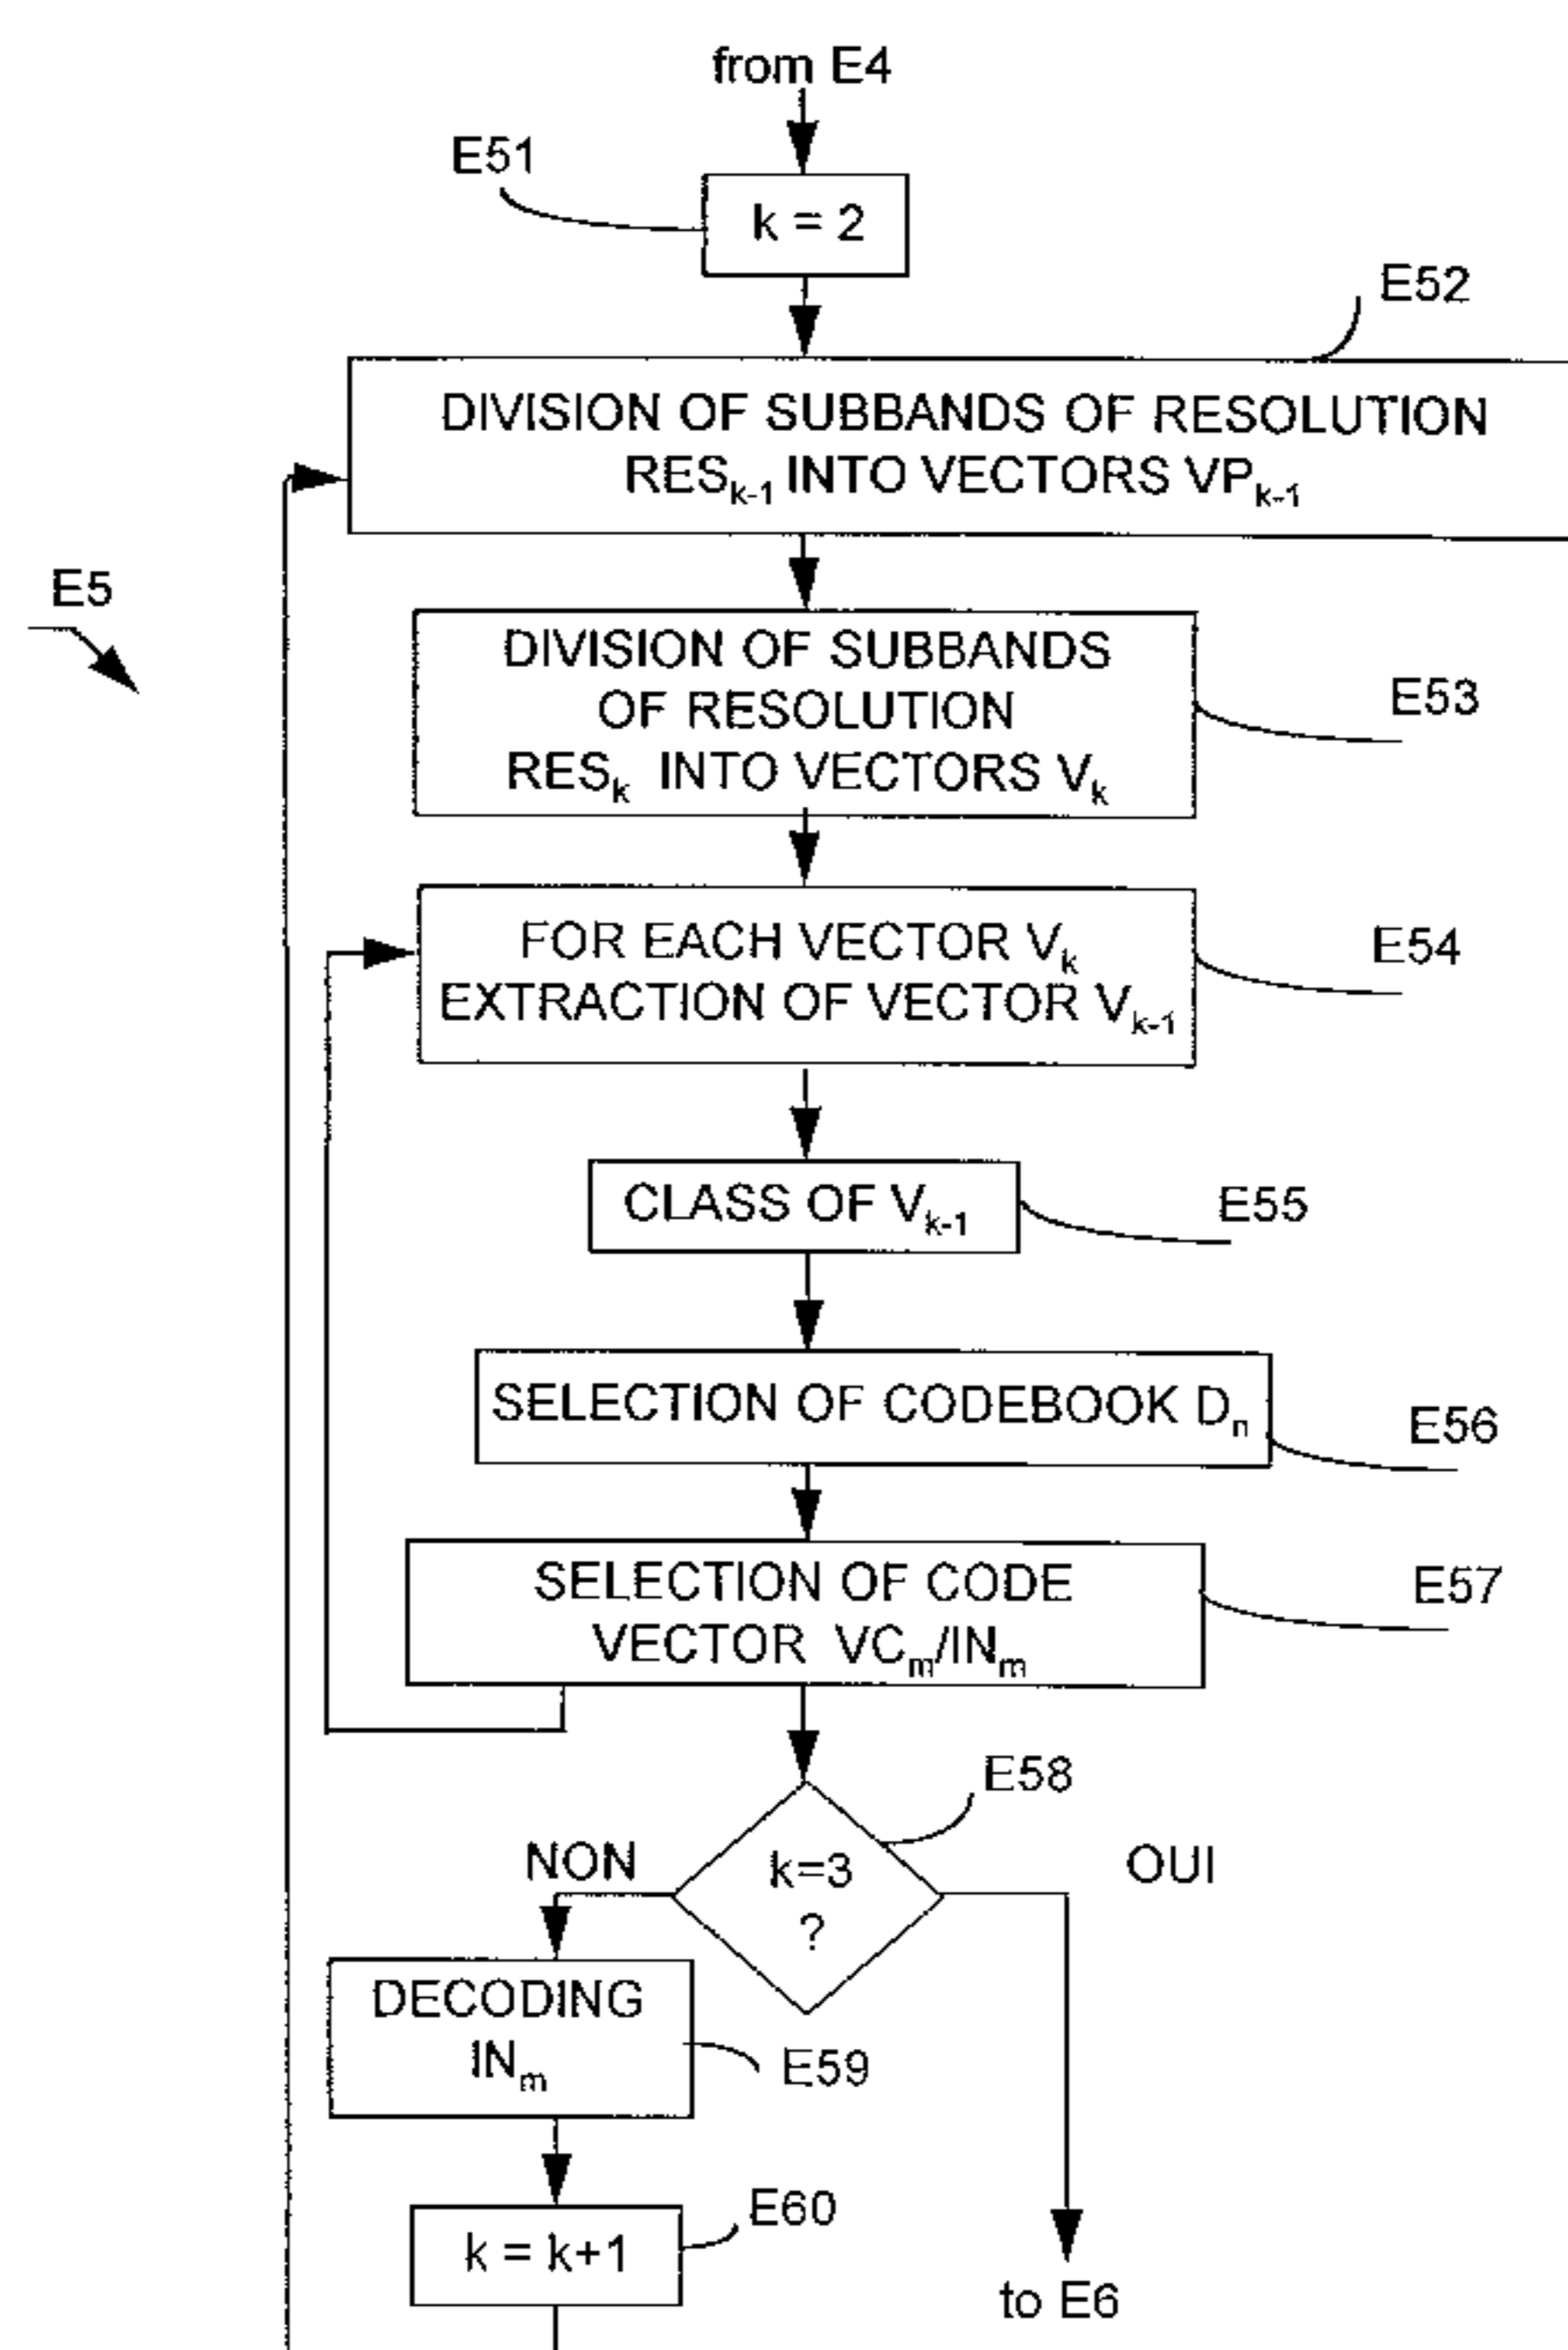 from E4
E51
k = 2
E52
DIVISION OF SUBBANDS OF RESOLUTION
RESₖ₋₁ INTO VECTORS VPₖ₋₁
E5
DIVISION OF SUBBANDS
OF RESOLUTION
RESₖ INTO VECTORS Vₖ
E53
FOR EACH VECTOR Vₖ
EXTRACTION OF VECTOR Vₖ₋₁
E54
CLASS OF Vₖ₋₁
E55
SELECTION OF CODEBOOK Dₙ
E56
SELECTION OF CODE
VECTOR VCₘ/INₘ
E57
E58
NON
k=3
?
OUI
DECODING
INₘ
E59
E60
k = k+1
to E6